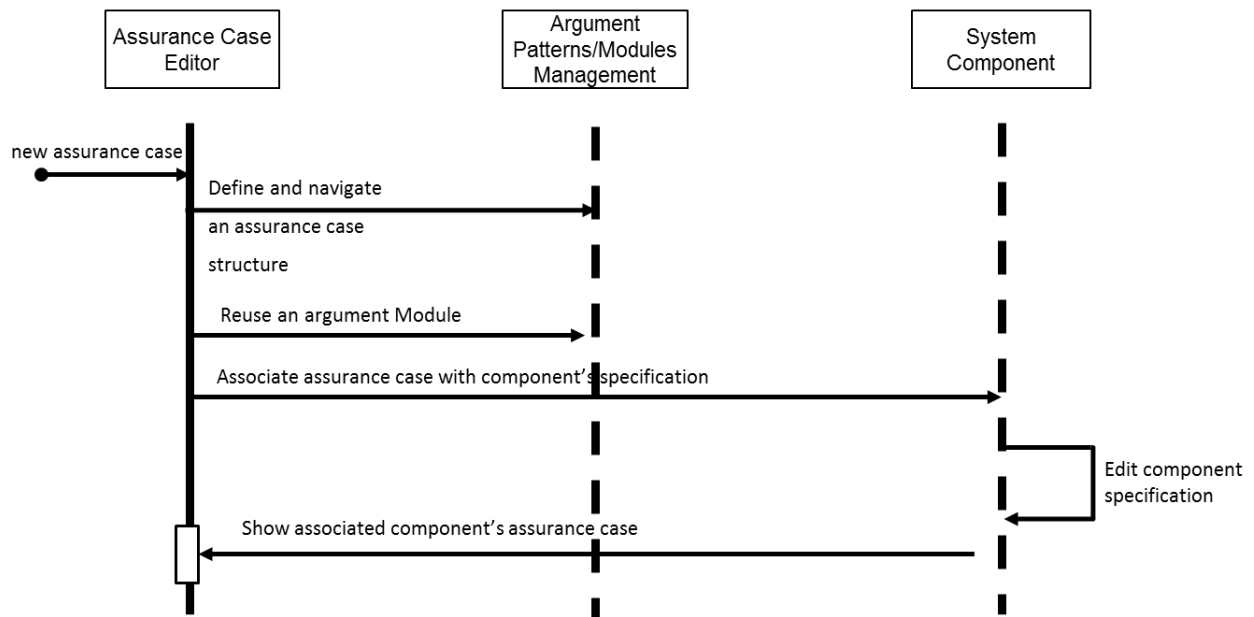 Assurance Case
Editor
Argument
Patterns/Modules
Management
System
Component
new assurance case
Define and navigate
an assurance case
structure
Reuse an argument Module
Associate assurance case with component’s specification
Edit component
specification
Show associated component’s assurance case